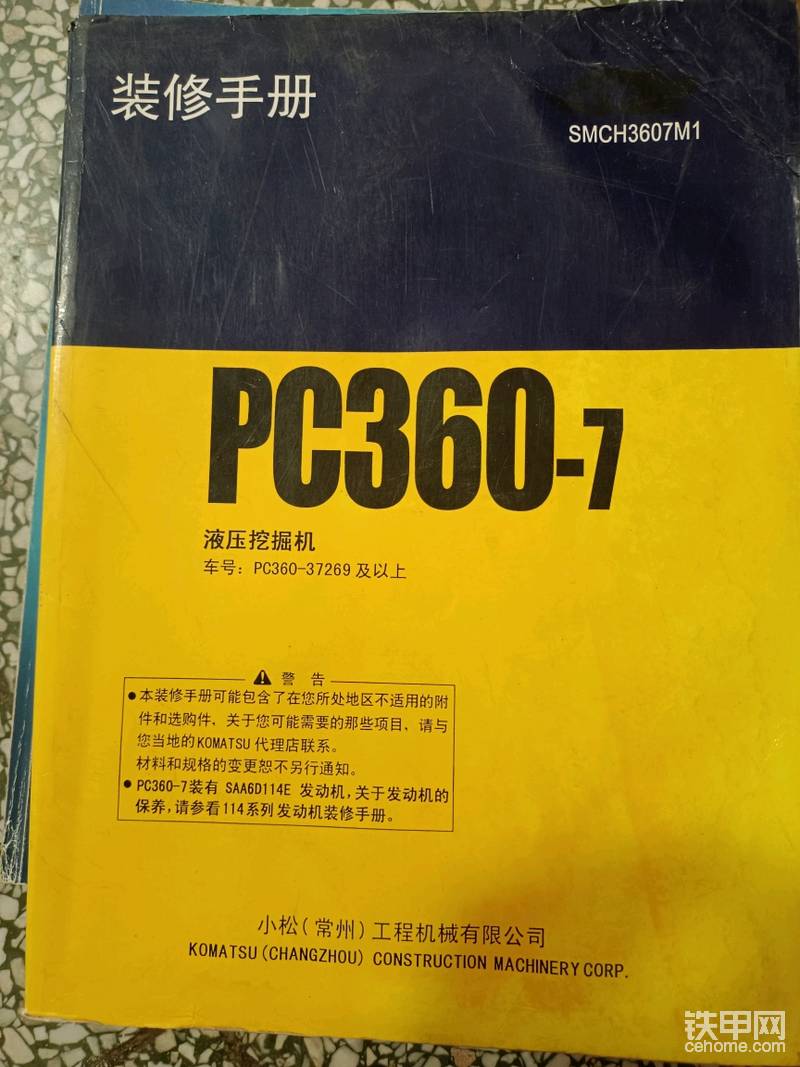 装修手册
SMCH3607M1
PC360-7
液压挖掘机
车号：PC360-37269及以上
警 告
●本装修手册可能包含了在您所处地区不适用的附
件和选购件、关于您可能需要的那些项目，请与
您当地的KOMATSU代理店联系。
材料和规格的变更恕不另行通知。
●PC360-7装有 SAA6D114E 发动机，关于发动机的
保养，请参看114系列发动机装修手册。
小松（常州）工程机械有限公司
KOMATSU (CHANGZHOU) CONSTRUCTION MACHINERY CORP.
铁甲网
cehome.com